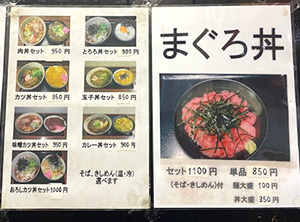 肉丼セット 950円
とろろ丼セット 900円
カツ丼セット 950円
玉子丼セット 850円
味噌カツ丼セット 950円
カレー丼セット 900円
おろしカツ丼セット 1000円
そば、きしめん(温・冷)
選べます
まぐろ丼
セット 1100円 単品 850円
(そば・きしめん)付 麺大盛 100円
丼大盛 350円